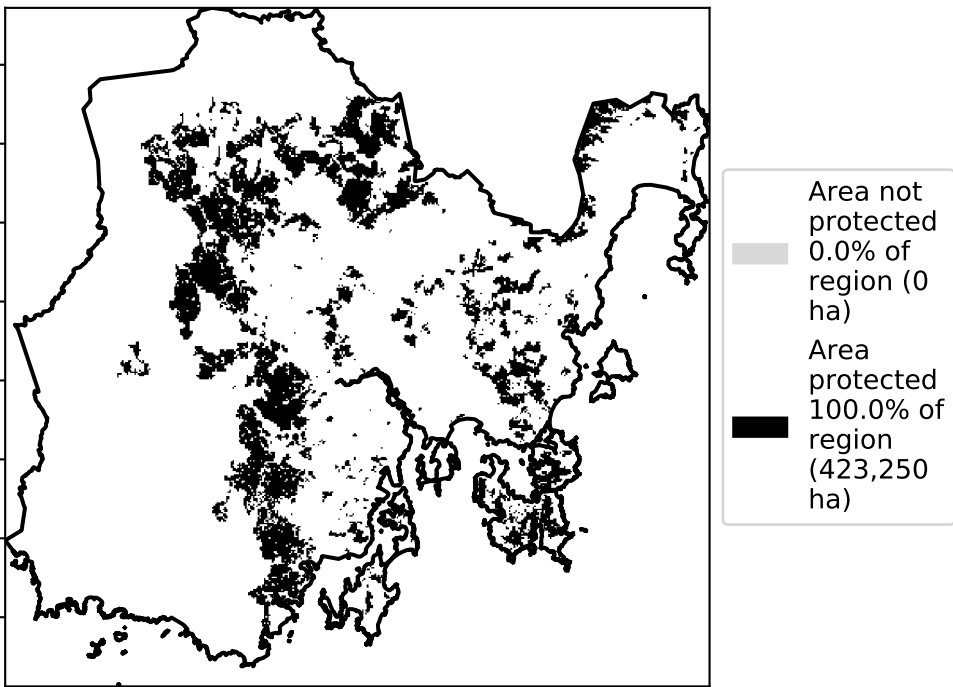 Area not
protected
0.0% of
region (0
ha)
Area
protected
100.0% of
region
(423,250
ha)